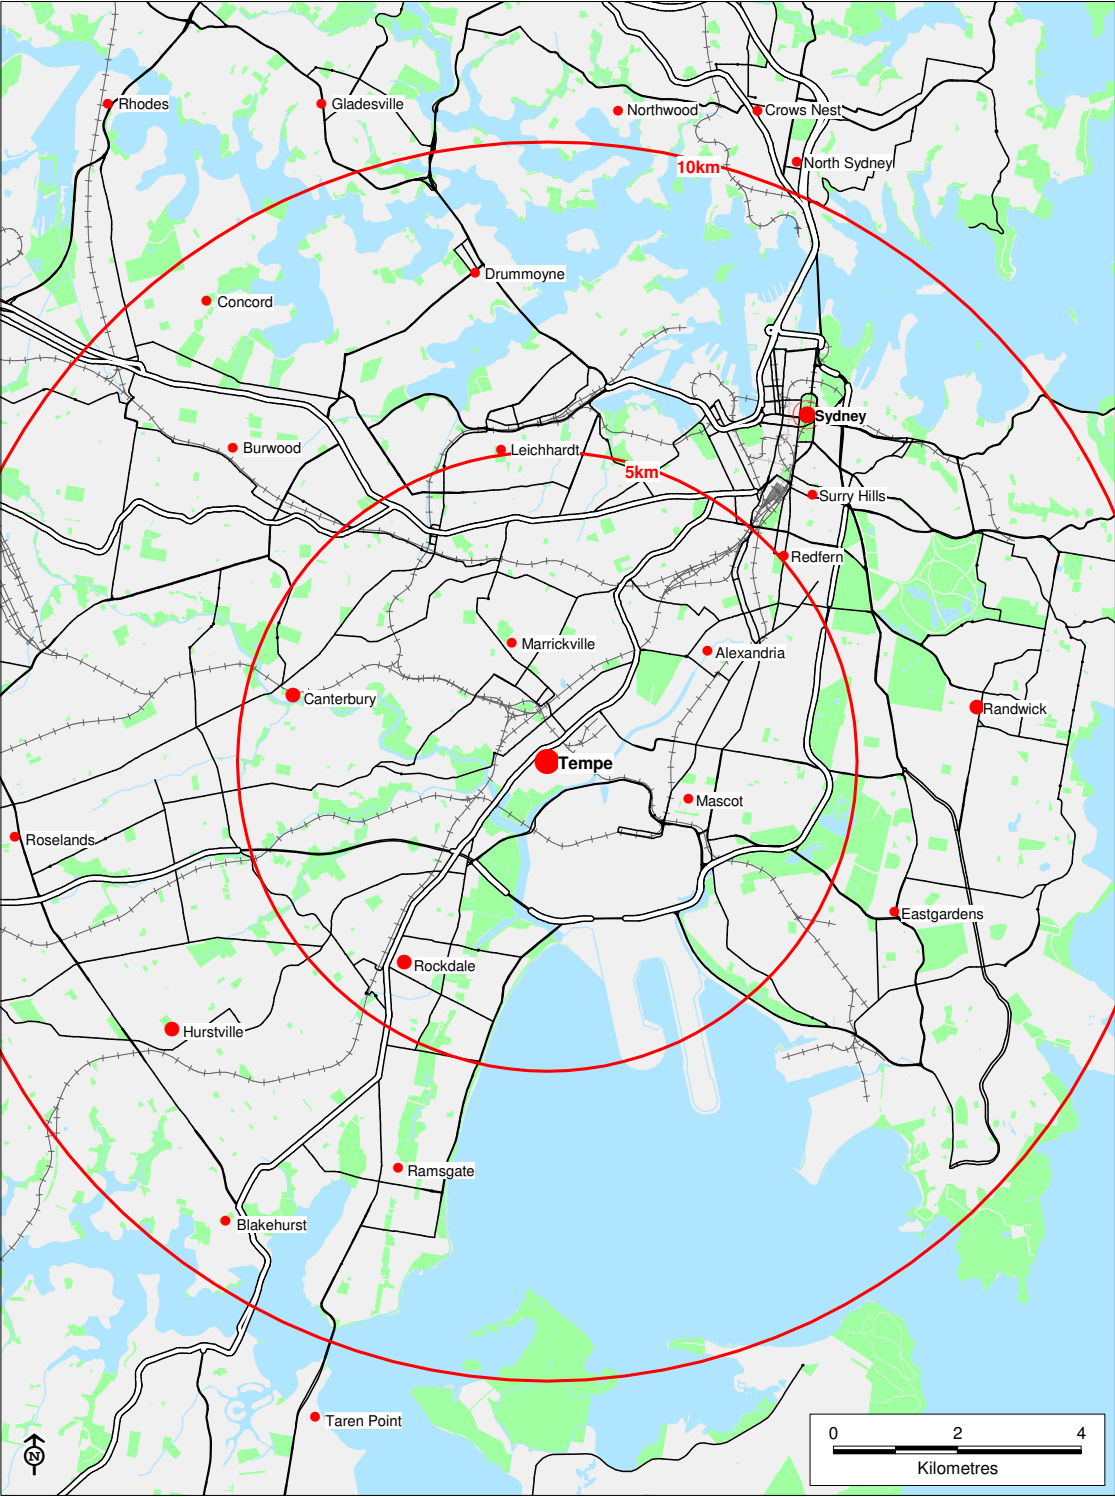 Rhodes
Gladesville
Northwood
Crows Nest
10km
North Sydney
Drummoyne
Concord
Sydney
Burwood
Leichhardt
5km
Surry Hills
Redfern
Marrickville
Alexandria
Canterbury
Randwick
Tempe
Mascot
Roselands
Eastgardens
Rockdale
Hurstville
Ramsgate
Blakehurst
Taren Point
0 2 4
Kilometres
N